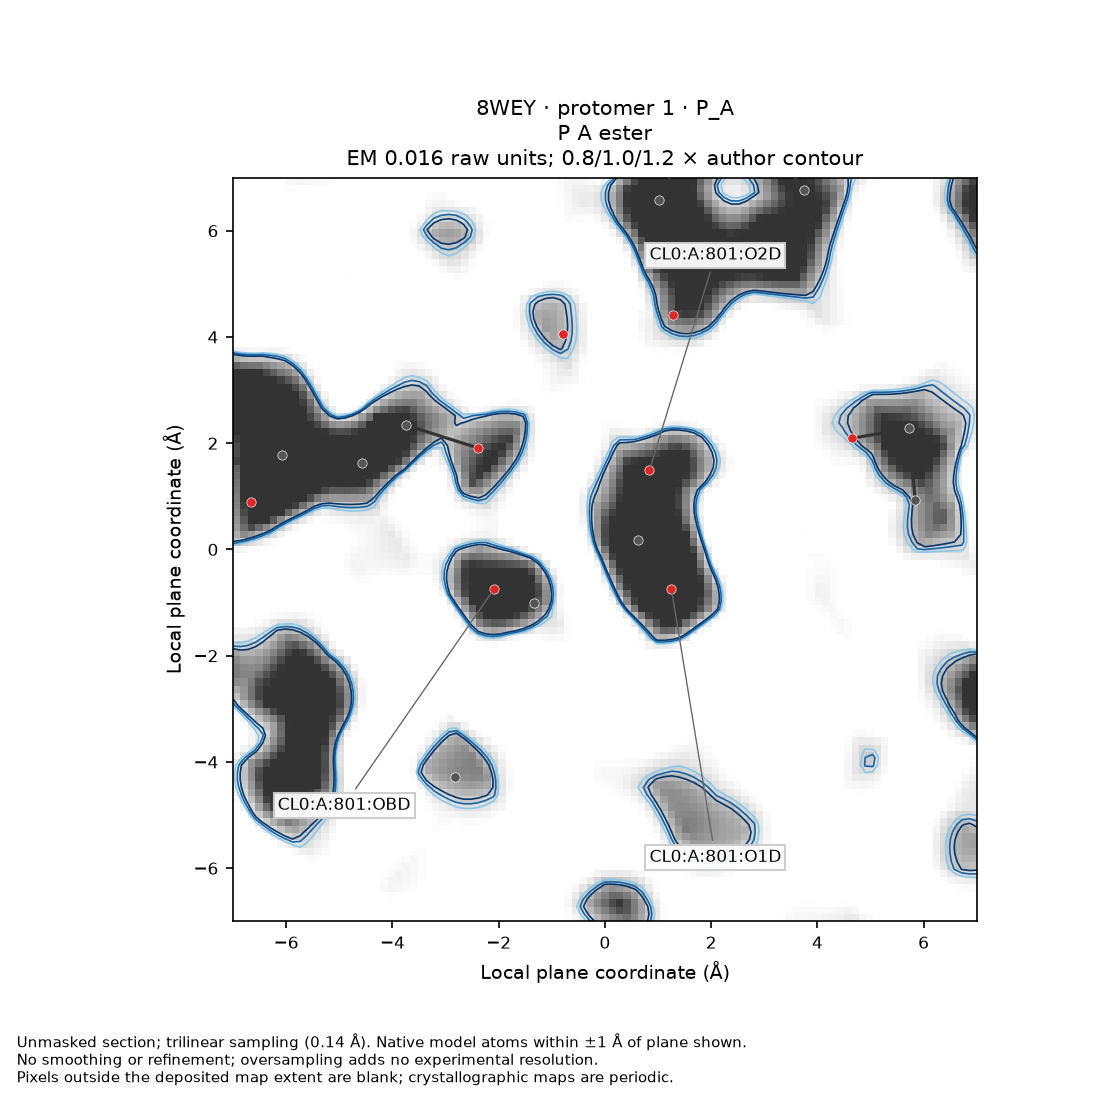 8WEY · protomer 1 · P_A
P A ester
EM 0.016 raw units; 0.8/1.0/1.2 × author contour
Local plane coordinate (Å)
6
4
2
0
−2
−4
−6
CL0:A:801:O2D
CL0:A:801:OBD
CL0:A:801:O1D
−6 −4 −2 0 2 4 6
Local plane coordinate (Å)
Unmasked section; trilinear sampling (0.14 Å). Native model atoms within ±1 Å of plane shown.
No smoothing or refinement; oversampling adds no experimental resolution.
Pixels outside the deposited map extent are blank; crystallographic maps are periodic.